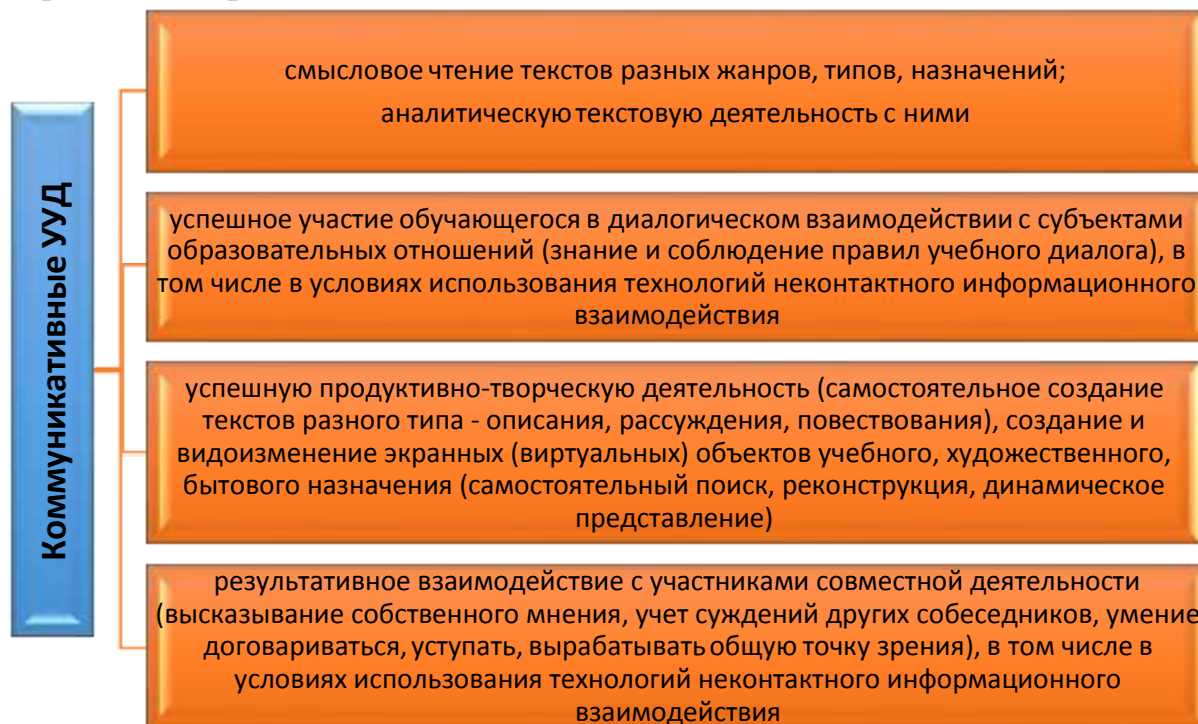 Коммуникативные УУД
смысловое чтение текстов разных жанров, типов, назначений;
аналитическую текстовую деятельность с ними
успешное участие обучающегося в диалогическом взаимодействии с субъектами
образовательных отношений (знание и соблюдение правил учебного диалога), в
том числе в условиях использования технологий неконтактного информационного
взаимодействия
успешную продуктивно-творческую деятельность (самостоятельное создание
текстов разного типа - описания, рассуждения, повествования), создание и
видоизменение экранных (виртуальных) объектов учебного, художественного,
бытового назначения (самостоятельный поиск, реконструкция, динамическое
представление)
результативное взаимодействие с участниками совместной деятельности
(высказывание собственного мнения, учет суждений других собеседников, умение
договариваться, уступать, вырабатывать общую точку зрения), в том числе в
условиях использования технологий неконтактного информационного
взаимодействия